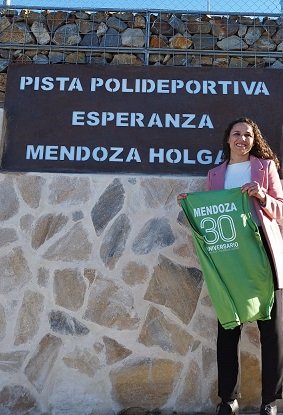 PISTA POLIDEPORTIVA
ESPERANZA
MENDOZA HOLGA
MENDOZA
30
ANIVERSARIO